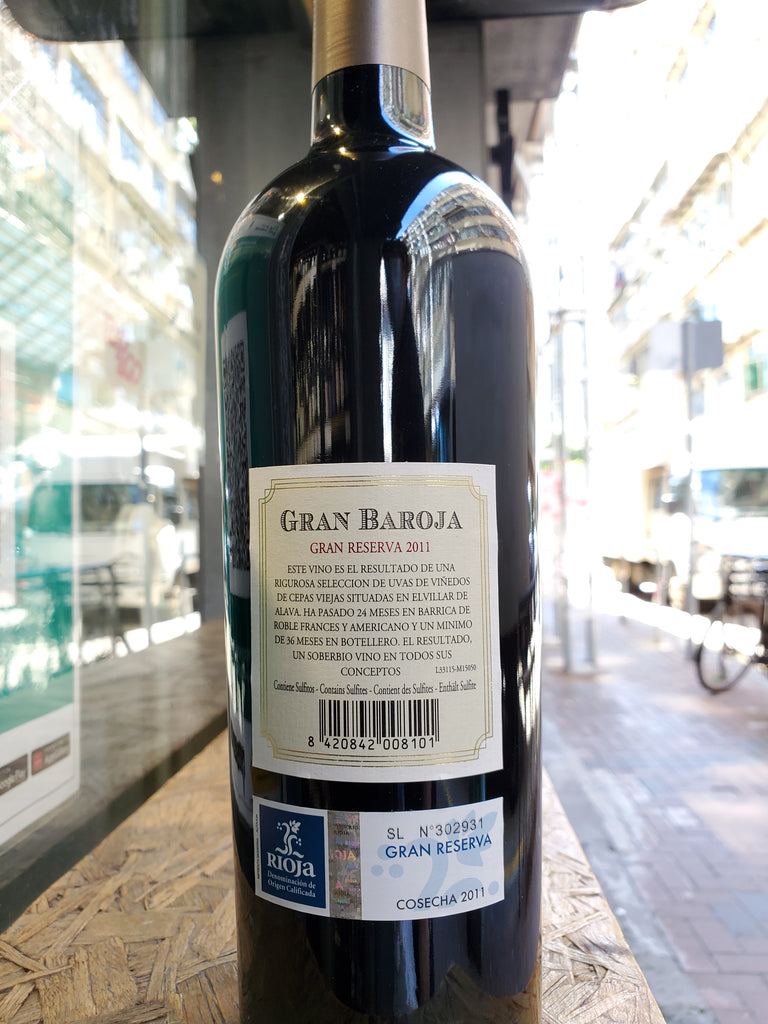 GRAN BAROJA
GRAN RESERVA 2011
ESTE VINO ES EL RESULTADO DE UNA
RIGUROSA SELECCION DE UVAS DE VIÑEDOS
DE CEPAS VIEJAS SITUADAS EN ELVILLAR DE
ALAVA. HA PASADO 24 MESES EN BARRICA DE
ROBLE FRANCES Y AMERICANO Y UN MINIMO
DE 36 MESES EN BOTELLERO. EL RESULTADO,
UN SOBERBIO VINO EN TODOS SUS
CONCEPTOS L33115-M15050
Contiene Sulfitos - Contains Sulfites - Contient des Sulfites - Enthält Sulfite
8 420842 008101
SL N°302931
GRAN RESERVA
COSECHA 2011
RIOJA
Denominación de
Origen Calificada